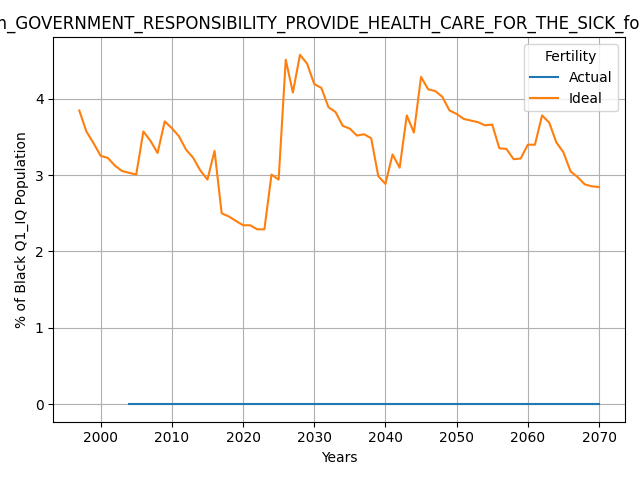 n_GOVERNMENT_RESPONSIBILITY_PROVIDE_HEALTH_CARE_FOR_THE_SICK_fo
Fertility
Actual
Ideal
% of Black Q1_IQ Population
4
3
2
1
0
2000 2010 2020 2030 2040 2050 2060 2070
Years